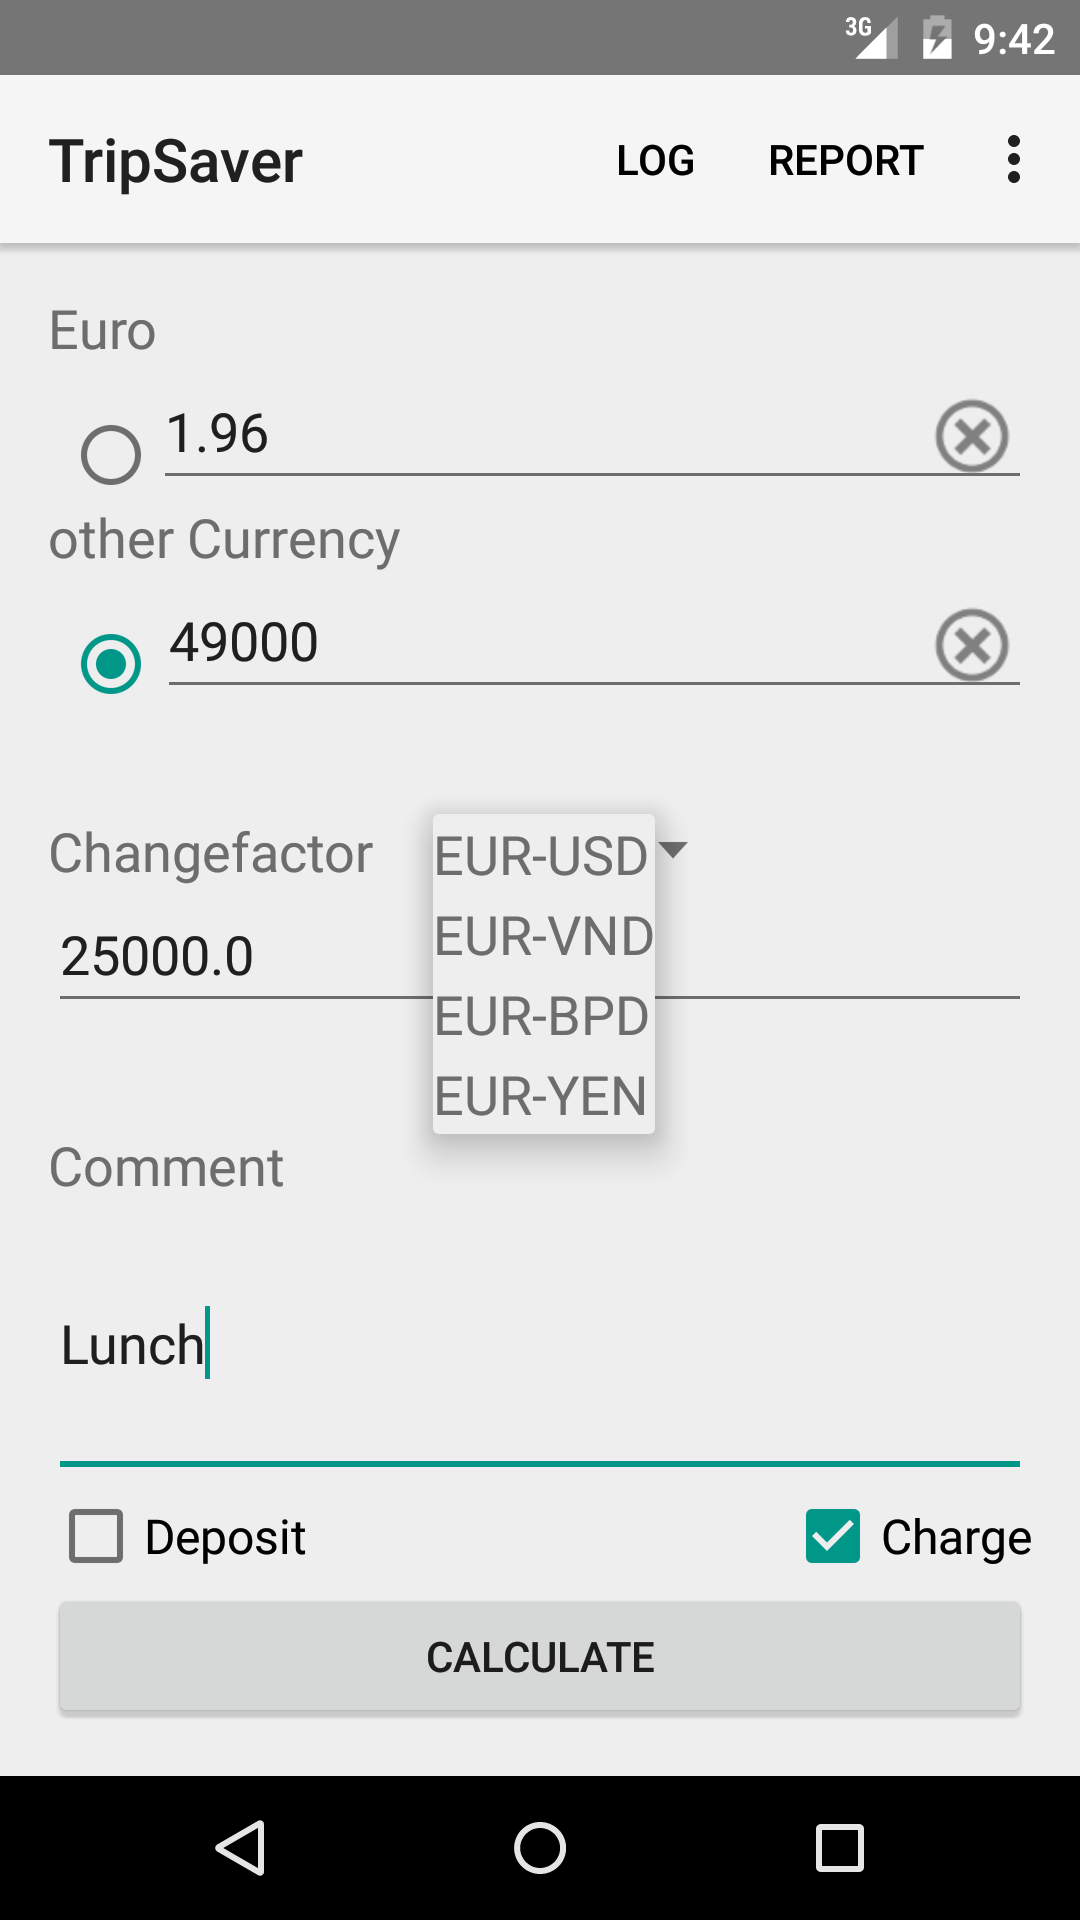 3G 9:42
TripSaver LOG REPORT
Euro
1.96
other Currency
49000
Changefactor EUR-USD
EUR-VND
25000.0
EUR-BPD
EUR-YEN
Comment
Lunch
Deposit Charge
CALCULATE